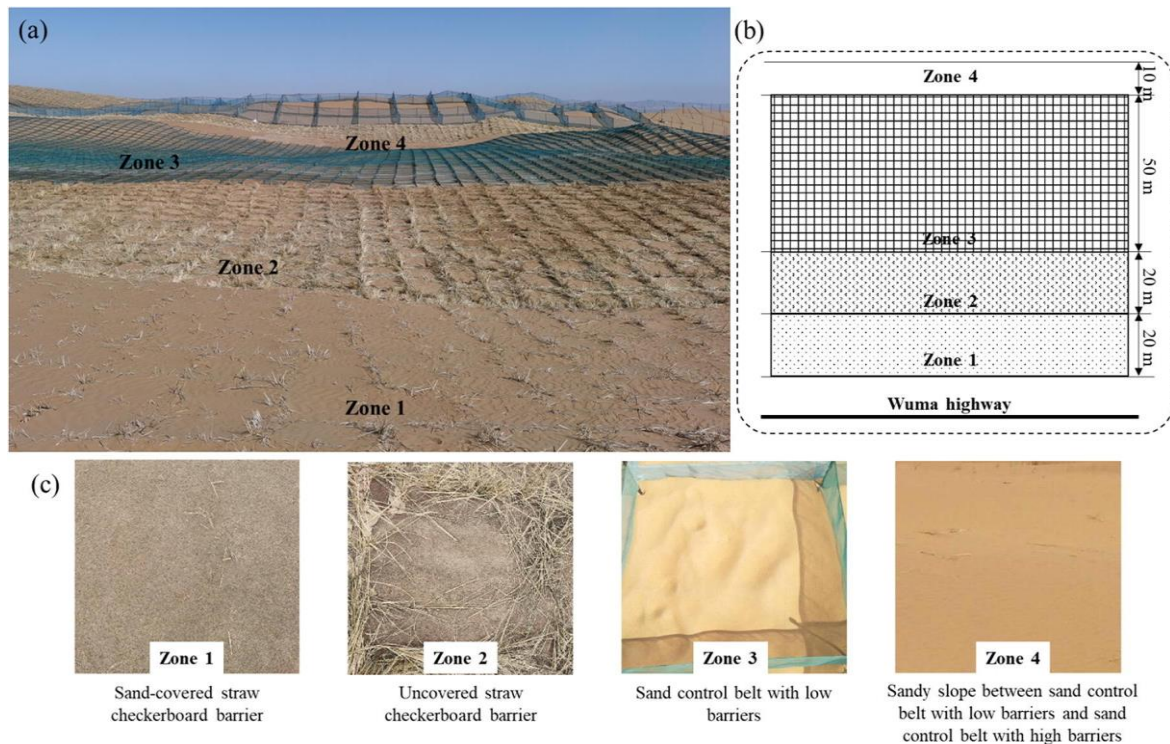 (a)
Zone 4
Zone 3
Zone 2
Zone 1
(b)
Zone 4
10 m
50 m
Zone 3
20 m
Zone 2
20 m
Zone 1
Wuma highway
(c)
Zone 1
Sand-covered straw
checkerboard barrier
Zone 2
Uncovered straw
checkerboard barrier
Zone 3
Sand control belt with low
barriers
Zone 4
Sandy slope between sand control
belt with low barriers and sand
control belt with high barriers